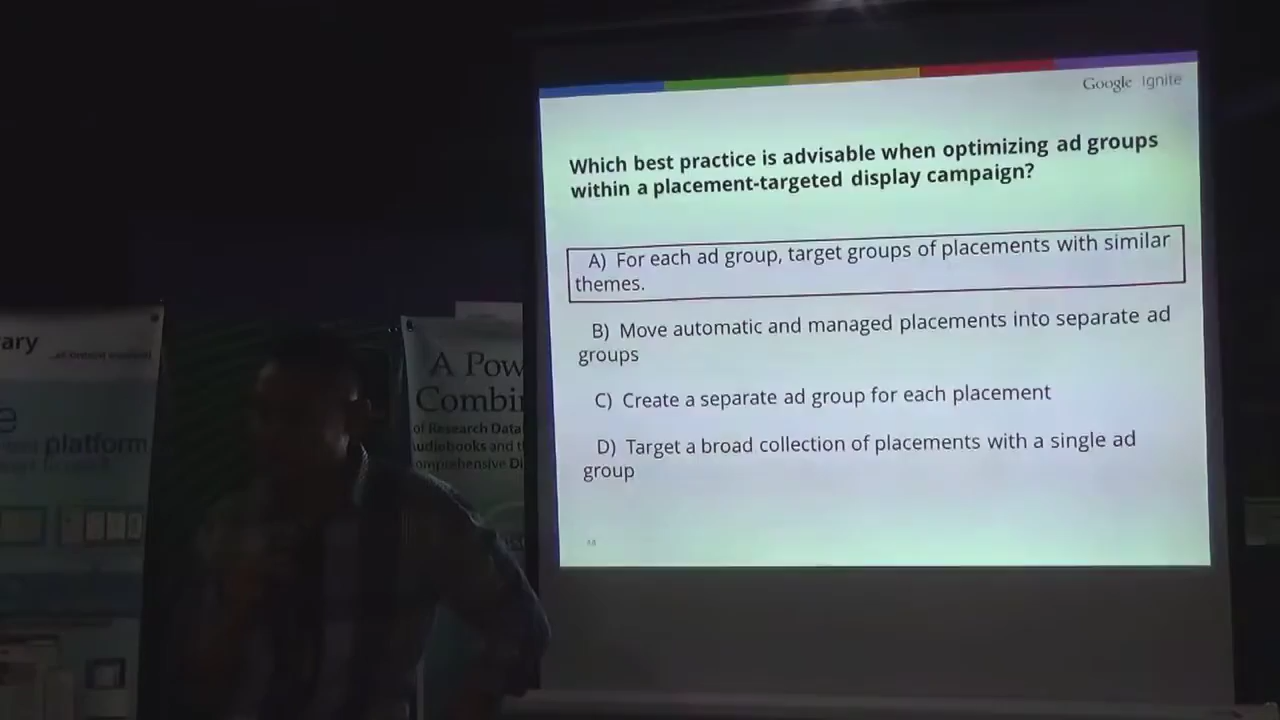 Google Ignite
Which best practice is advisable when optimizing ad groups
within a placement-targeted display campaign?
A) For each ad group, target groups of placements with similar
themes.
B) Move automatic and managed placements into separate ad
groups
C) Create a separate ad group for each placement
D) Target a broad collection of placements with a single ad
group
ary
e
platform
A Pow
Combi
of Research Data
udiobooks and t
omprehensive Di